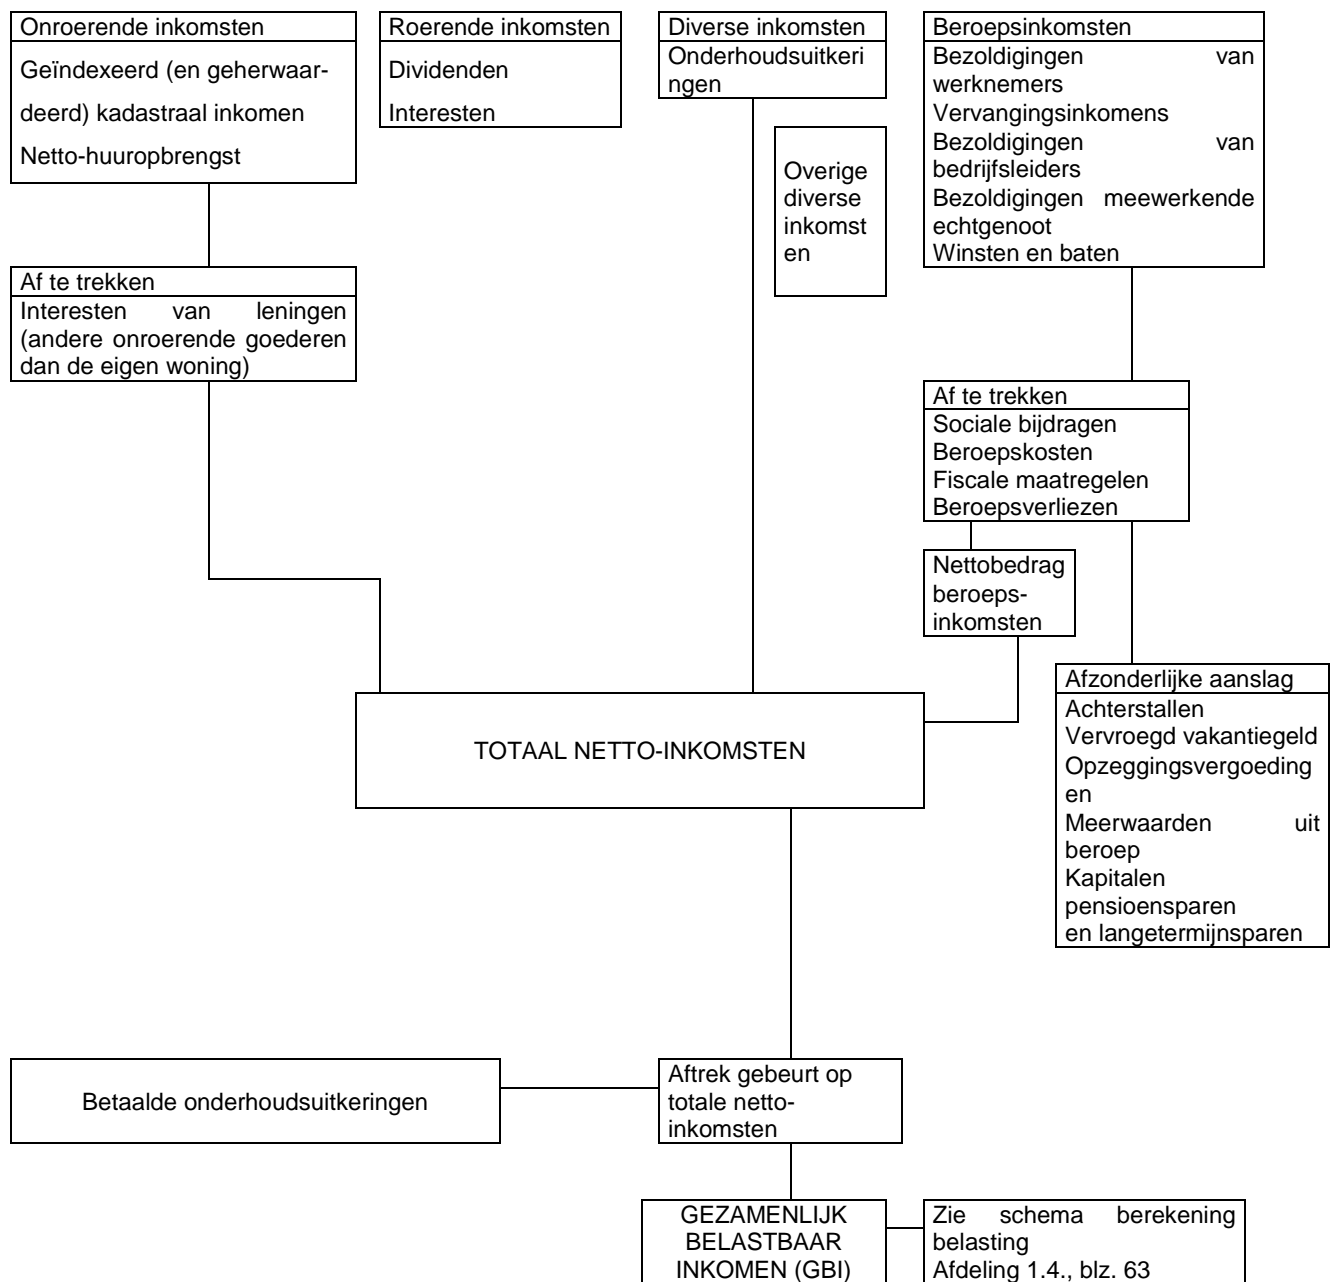 Onroerende inkomsten
Geïndexeerd (en geherwaar-
deerd) kadastraal inkomen
Netto-huuropbrengst
Roerende inkomsten
Dividenden
Interesten
Diverse inkomsten
Onderhoudsuitkeri
ngen
Overige
diverse
inkomst
en
Beroepsinkomsten
Bezoldigingen van
werknemers
Vervangingsinkomens
Bezoldigingen van
bedrijfsleiders
Bezoldigingen meewerkende
echtgenoot
Winsten en baten
Af te trekken
Interesten van leningen
(andere onroerende goederen
dan de eigen woning)
Af te trekken
Sociale bijdragen
Beroepskosten
Fiscale maatregelen
Beroepsverliezen
Nettobedrag
beroeps-
inkomsten
Afzonderlijke aanslag
Achterstallen
Vervroegd vakantiegeld
Opzeggingsvergoeding
en
Meerwaarden uit
beroep
Kapitalen
pensioensparen
en langetermijnsparen
TOTAAL NETTO-INKOMSTEN
Betaalde onderhoudsuitkeringen
Aftrek gebeurt op
totale netto-
inkomsten
GEZAMENLIJK
BELASTBAAR
INKOMEN (GBI)
Zie schema berekening
belasting
Afdeling 1.4., blz. 63